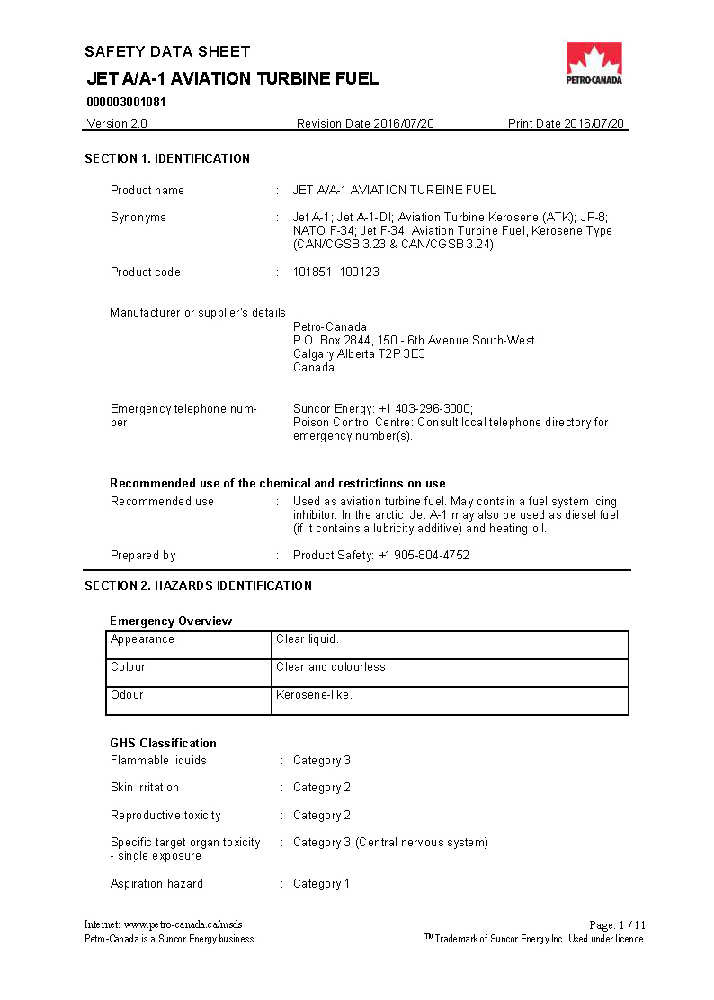 SAFETY DATA SHEET
JET A/A-1 AVIATION TURBINE FUEL
000003001081
Version 2.0 Revision Date 2016/07/20 Print Date 2016/07/20
PETRO-CANADA
SECTION 1. IDENTIFICATION
Product name : JET A/A-1 AVIATION TURBINE FUEL
Synonyms : Jet A-1; Jet A-1-DI; Aviation Turbine Kerosene (ATK); JP-8;
NATO F-34; Jet F-34; Aviation Turbine Fuel, Kerosene Type
(CAN/CGSB 3.23 & CAN/CGSB 3.24)
Product code : 101851, 100123
Manufacturer or supplier's details
Petro-Canada
P.O. Box 2844, 150 - 6th Avenue South-West
Calgary Alberta T2P 3E3
Canada
Emergency telephone num- Suncor Energy: +1 403-296-3000;
ber Poison Control Centre: Consult local telephone directory for
emergency number(s).
Recommended use of the chemical and restrictions on use
Recommended use : Used as aviation turbine fuel. May contain a fuel system icing
inhibitor. In the arctic, Jet A-1 may also be used as diesel fuel
(if it contains a lubricity additive) and heating oil.
Prepared by : Product Safety: +1 905-804-4752
SECTION 2. HAZARDS IDENTIFICATION
Emergency Overview
Appearance Clear liquid.
Colour Clear and colourless
Odour Kerosene-like.
GHS Classification
Flammable liquids : Category 3
Skin irritation : Category 2
Reproductive toxicity : Category 2
Specific target organ toxicity : Category 3 (Central nervous system)
- single exposure
Aspiration hazard : Category 1
Internet: www.petro-canada.ca/msds Page: 1 / 11
Petro-Canada is a Suncor Energy business. TMTrademark of Suncor Energy Inc. Used under licence.